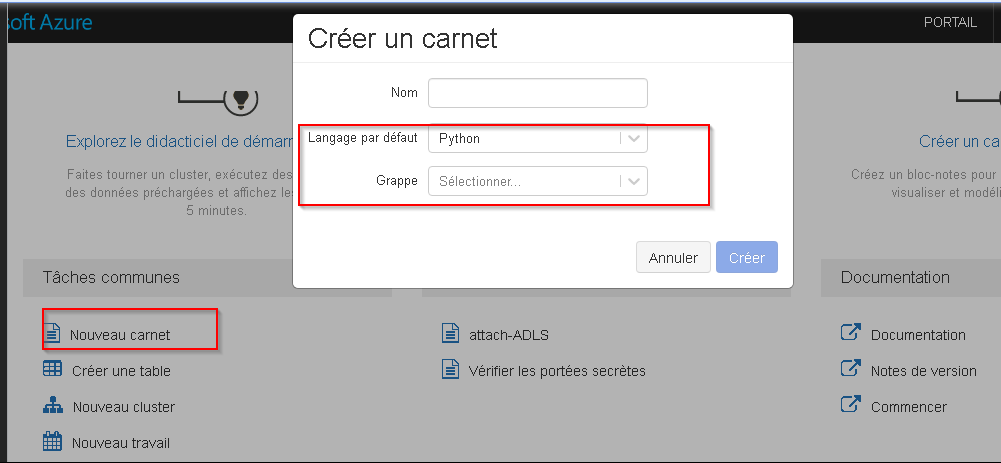 soft Azure
PORTAIL
Créer un carnet
Nom
Langage par défaut
Python
Grappe
Sélectionner...
Annuler
Créer
Explorez le didacticiel de démarr
Faites tourner un cluster, exécutez des
des données préchargées et affichez les
5 minutes.
Créer un ca
Créez un bloc-notes pour
visualiser et modéli
Tâches communes
Nouveau carnet
Créer une table
Nouveau cluster
Nouveau travail
attach-ADLS
Vérifier les portées secrètes
Documentation
Documentation
Notes de version
Commencer